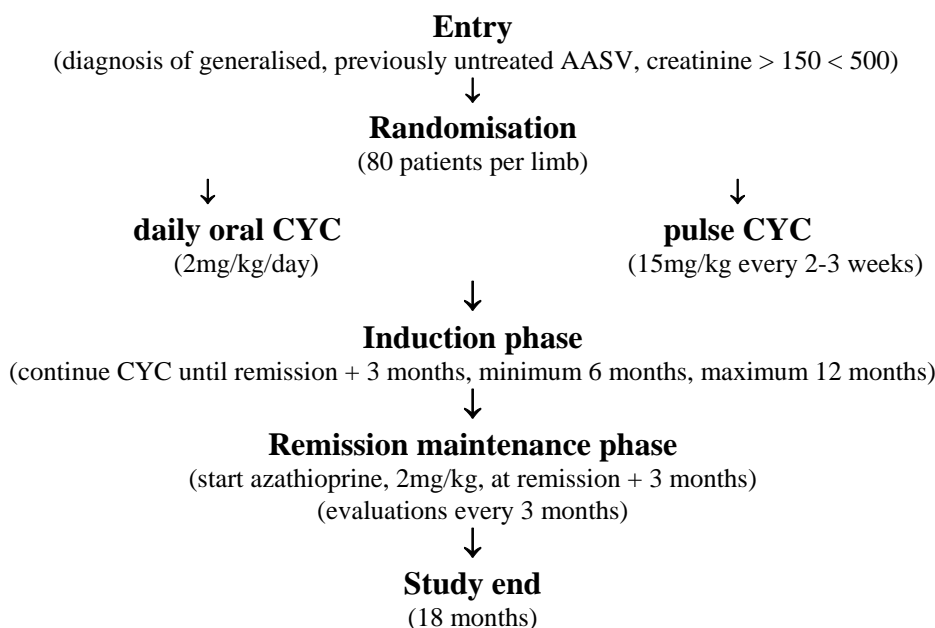 Entry
(diagnosis of generalised, previously untreated AASV, creatinine > 150 < 500)
↓
Randomisation
(80 patients per limb)
↓ ↓
daily oral CYC pulse CYC
(2mg/kg/day) (15mg/kg every 2-3 weeks)
↓
Induction phase
(continue CYC until remission + 3 months, minimum 6 months, maximum 12 months)
↓
Remission maintenance phase
(start azathioprine, 2mg/kg, at remission + 3 months)
(evaluations every 3 months)
↓
Study end
(18 months)